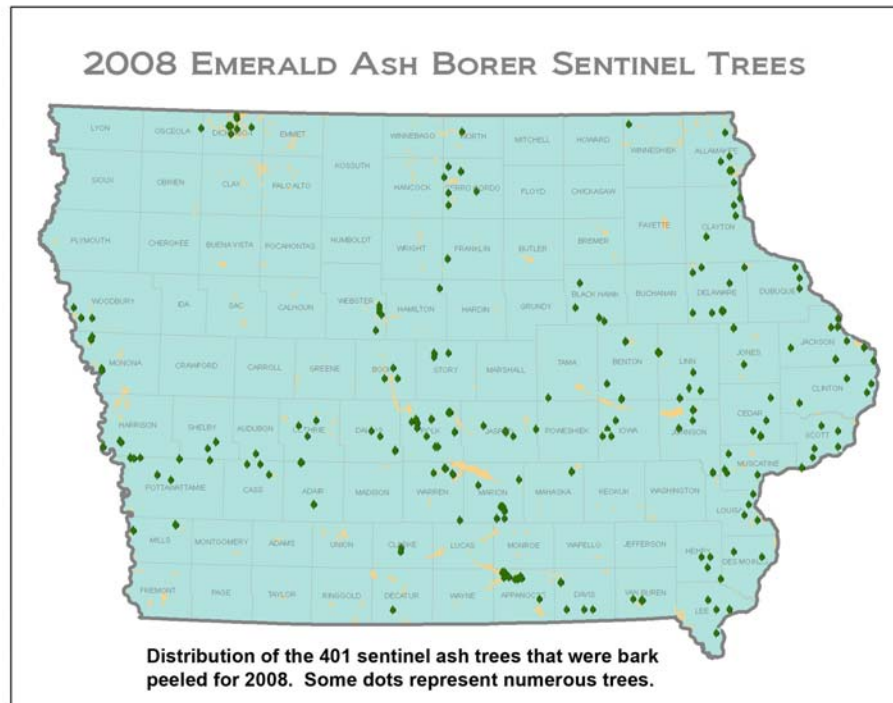 2008 EMERALD ASH BORER SENTINEL TREES
LYON OSCEOLA EMMET WINNEBAGO MITCHELL HOWARD WINNESHIEK ALLAMAKEE
SIOUX OBRIEN CLAY PALO ALTO KOSSUTH HANCOCK FLOYD CHICKASAW
PLYMOUTH CHEROKEE BUENA VISTA POCAHONTAS HUMBOLDT WRIGHT FRANKLIN BUTLER BREMER FAYETTE CLAYTON
WOODBURY IDA SAC CALHOUN WEBSTER HAMILTON HARDIN GRUNDY BLACK HAWK BUCHANAN DELAWARE DUBUQUE
MONONA CRAWFORD CARROLL GREENE STORY MARSHALL TAMA BENTON LINN JONES JACKSON
CLINTON
HARRISON SHELBY AUDUBON POWESHIEK IOWA CEDAR SCOTT
MUSCATINE
POTTAWATTAMIE CASS ADAIR MADISON WARREN MARION MAHASKA KEOKUK WASHINGTON
MILLS MONTGOMERY ADAMS UNION LUCAS MONROE WAPELLO JEFFERSON HENRY DES MOINES
FREMONT PAGE TAYLOR RINGGOLD DECATUR WAYNE APPANOOSE DAVIS VAN BUREN LEE
Distribution of the 401 sentinel ash trees that were bark
peeled for 2008. Some dots represent numerous trees.